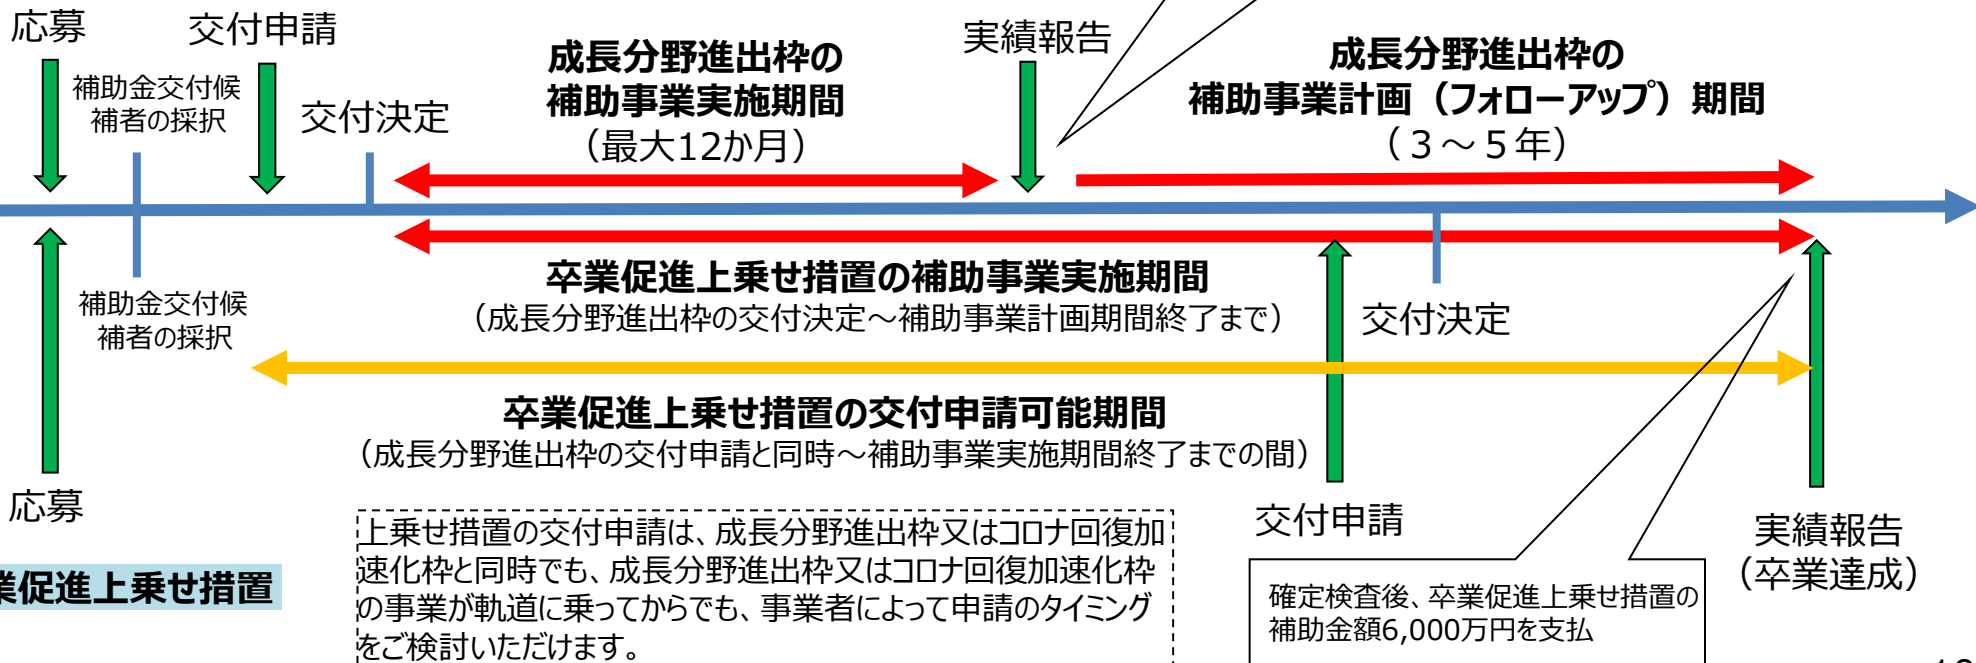 応募
交付申請
補助金交付候
補者の採択
交付決定
成長分野進出枠の
補助事業実施期間
（最大12か月）
実績報告
成長分野進出枠の
補助事業計画（フォローアップ）期間
（３～５年）
補助金交付候
補者の採択
卒業促進上乗せ措置の補助事業実施期間
（成長分野進出枠の交付決定～補助事業計画期間終了まで）
交付決定
卒業促進上乗せ措置の交付申請可能期間
（成長分野進出枠の交付申請と同時～補助事業実施期間終了までの間）
応募
交付申請
実績報告
（卒業達成）
業促進上乗せ措置
上乗せ措置の交付申請は、成長分野進出枠又はコロナ回復加
速化枠と同時でも、成長分野進出枠又はコロナ回復加速化枠
の事業が軌道に乗ってからでも、事業者によって申請のタイミング
をご検討いただけます。
確定検査後、卒業促進上乗せ措置の
補助金額6,000万円を支払